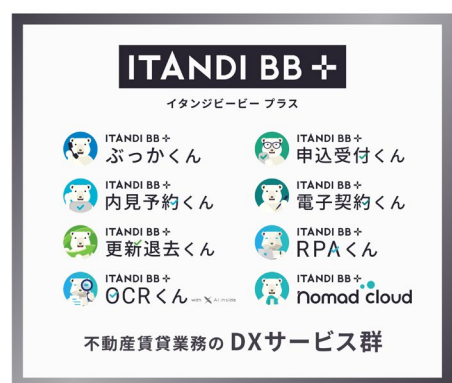 ITANDI BB +
イタンジビービー プラス
ITANDI BB +
ぶっかくん
ITANDI BB +
申込受付くん
ITANDI BB +
内見予約くん
ITANDI BB +
電子契約くん
ITANDI BB +
更新退去くん
ITANDI BB +
RPAくん
ITANDI BB +
OCRくん with AI inside
ITANDI BB +
nomad cloud
不動産賃貸業務の DXサービス群